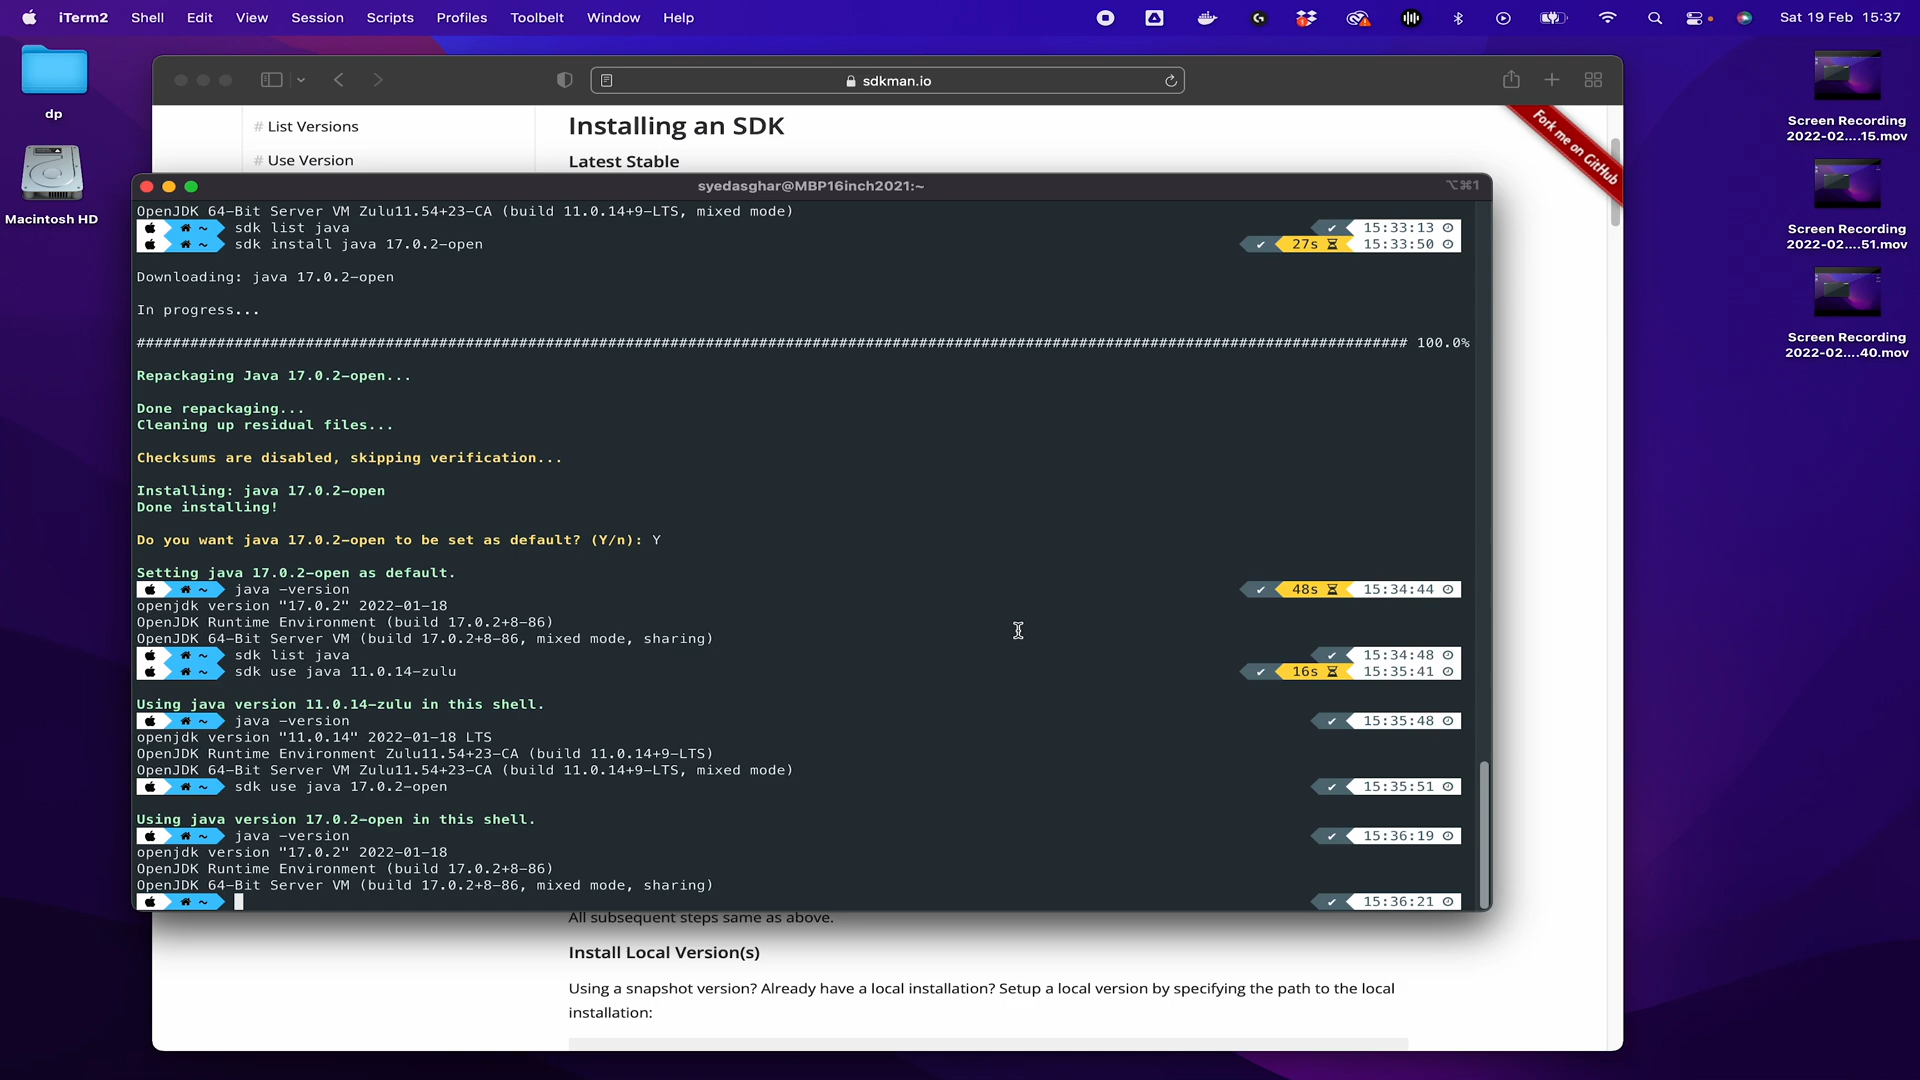 iTerm2 Shell Edit View Session Scripts Profiles Toolbelt Window Help Sat 19 Feb 15:37
dp
Macintosh HD
sdkman.io
# List Versions
# Use Version
Installing an SDK
Latest Stable
Fork me on GitHub
Screen Recording
2022-02....15.mov
Screen Recording
2022-02....51.mov
Screen Recording
2022-02....40.mov
syedasghar@MBP16inch2021:~ ⌥⌘1
OpenJDK 64-Bit Server VM Zulu11.54+23-CA (build 11.0.14+9-LTS, mixed mode)
~ sdk list java ✔ 15:33:13
~ sdk install java 17.0.2-open ✔ 27s 15:33:50
Downloading: java 17.0.2-open
In progress...
############################################################################################################################################### 100.0%
Repackaging Java 17.0.2-open...
Done repackaging...
Cleaning up residual files...
Checksums are disabled, skipping verification...
Installing: java 17.0.2-open
Done installing!
Do you want java 17.0.2-open to be set as default? (Y/n): Y
Setting java 17.0.2-open as default.
~ java -version ✔ 48s 15:34:44
openjdk version "17.0.2" 2022-01-18
OpenJDK Runtime Environment (build 17.0.2+8-86)
OpenJDK 64-Bit Server VM (build 17.0.2+8-86, mixed mode, sharing)
~ sdk list java ✔ 15:34:48
~ sdk use java 11.0.14-zulu ✔ 16s 15:35:41
Using java version 11.0.14-zulu in this shell.
~ java -version ✔ 15:35:48
openjdk version "11.0.14" 2022-01-18 LTS
OpenJDK Runtime Environment Zulu11.54+23-CA (build 11.0.14+9-LTS)
OpenJDK 64-Bit Server VM Zulu11.54+23-CA (build 11.0.14+9-LTS, mixed mode)
~ sdk use java 17.0.2-open ✔ 15:35:51
Using java version 17.0.2-open in this shell.
~ java -version ✔ 15:36:19
openjdk version "17.0.2" 2022-01-18
OpenJDK Runtime Environment (build 17.0.2+8-86)
OpenJDK 64-Bit Server VM (build 17.0.2+8-86, mixed mode, sharing)
~ ✔ 15:36:21
All subsequent steps same as above.
Install Local Version(s)
Using a snapshot version? Already have a local installation? Setup a local version by specifying the path to the local
installation: